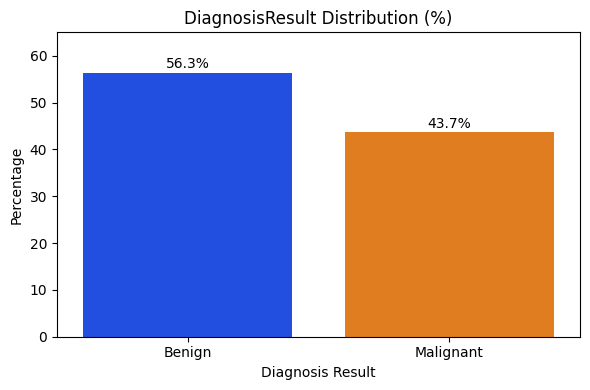 DiagnosisResult Distribution (%)
60
50
40
30
20
10
0
Percentage
56.3%
43.7%
Benign
Malignant
Diagnosis Result